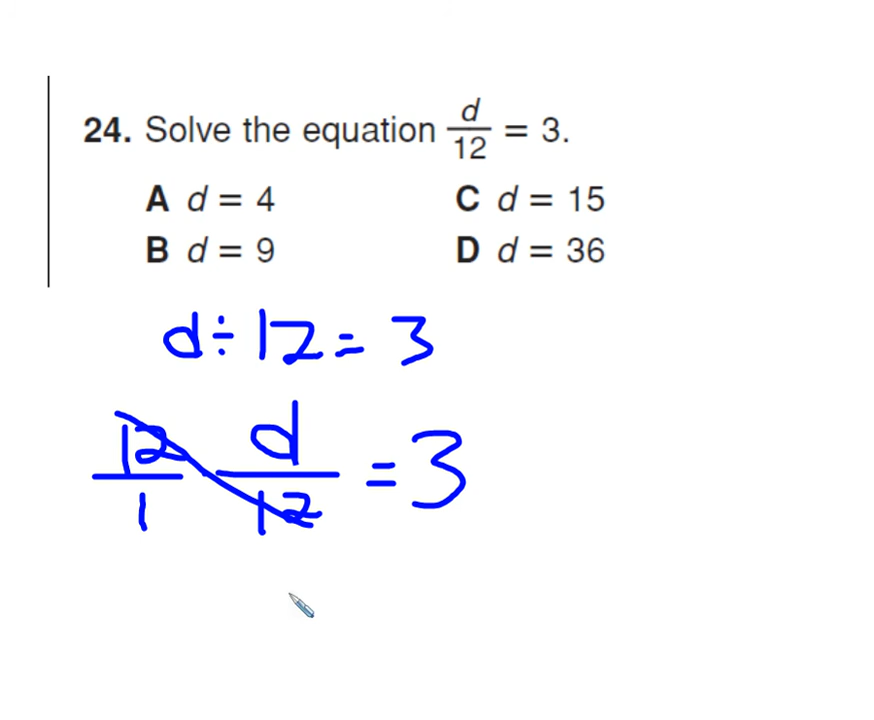 24. Solve the equation d/12 = 3.
A d = 4 C d = 15
B d = 9 D d = 36
d ÷ 12 = 3
12/1 d/12 = 3